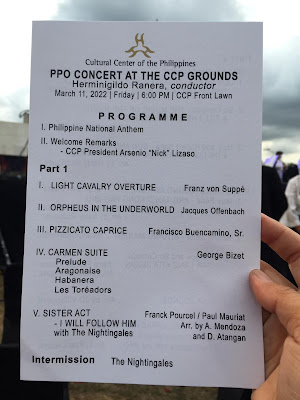 Cultural Center of the Philippines
PPO CONCERT AT THE CCP GROUNDS
Herminigildo Ranera, conductor
March 11, 2022 | Friday | 6:00 PM | CCP Front Lawn
PROGRAMME
I. Philippine National Anthem
II. Welcome Remarks
- CCP President Arsenio "Nick" Lizaso
Part 1
I. LIGHT CAVALRY OVERTURE Franz von Suppé
II. ORPHEUS IN THE UNDERWORLD Jacques Offenbach
III. PIZZICATO CAPRICE Francisco Buencamino, Sr.
IV. CARMEN SUITE George Bizet
Prelude
Aragonaise
Habanera
Les Toréadors
V. SISTER ACT Franck Pourcel / Paul Mauriat
- I WILL FOLLOW HIM Arr. by A. Mendoza
with The Nightingales and D. Atangan
Intermission The Nightingales